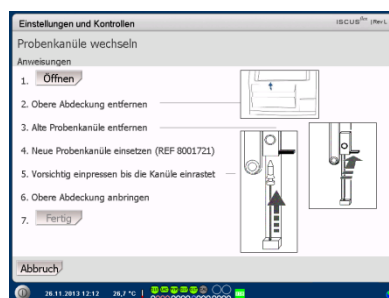 Einstellungen und Kontrollen
ISCUSflex (Rev L
Probenkanüle wechseln
Anweisungen
1. Öffnen
2. Obere Abdeckung entfernen
3. Alte Probenkanüle entfernen
4. Neue Probenkanüle einsetzen (REF 8001721)
5. Vorsichtig einpressen bis die Kanüle einrastet
6. Obere Abdeckung anbringen
7. Fertig
Abbruch
26.11.2013 12:12 26,7 °C